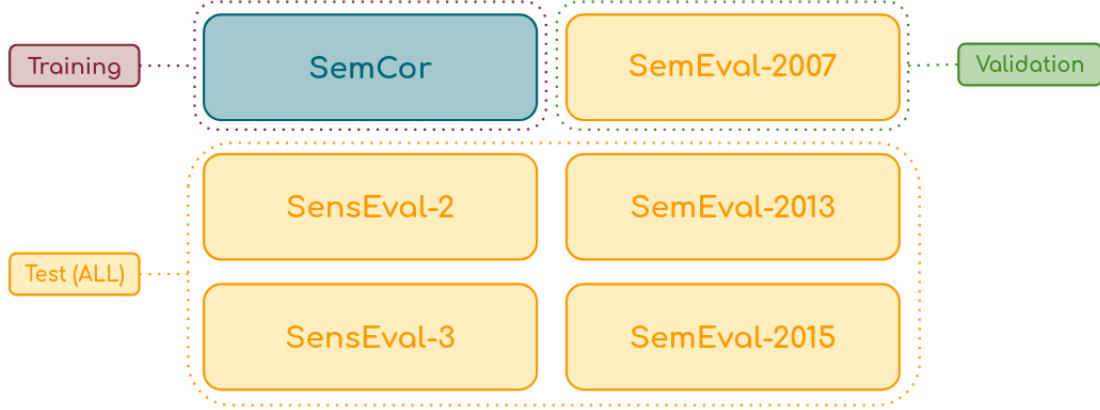 Training
SemCor
SemEval-2007
Validation
SensEval-2
SemEval-2013
Test (ALL)
SensEval-3
SemEval-2015